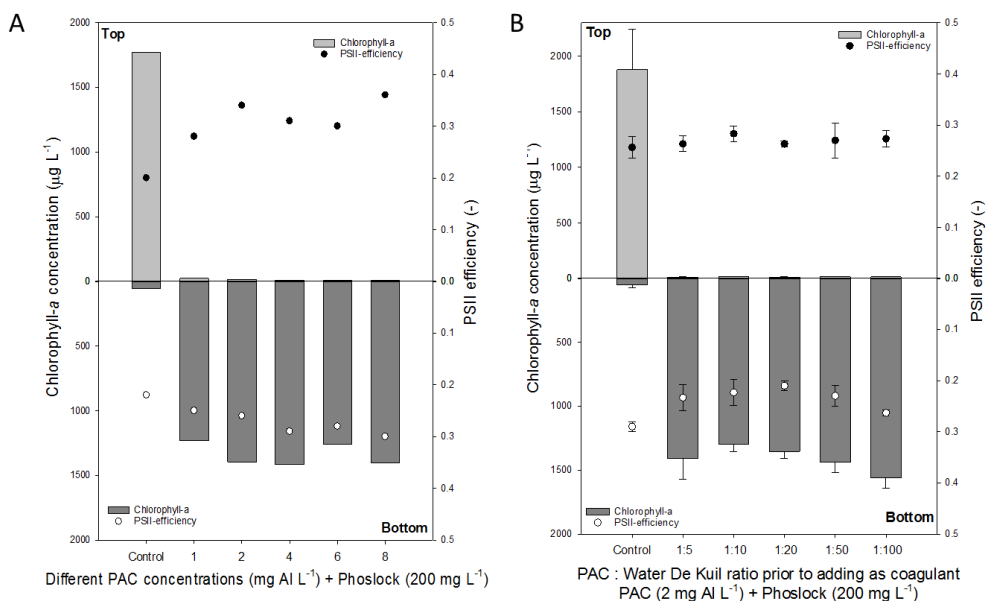 A
Top
Chlorophyll-a
PSII-efficiency
2000
1500
1000
500
0
500
1000
1500
2000
0.5
0.4
0.3
0.2
0.1
0.0
0.1
0.2
0.3
0.4
0.5
Chlorophyll-a concentration (µg L⁻¹)
PSII efficiency (-)
Chlorophyll-a
PSII-efficiency
Bottom
Control 1 2 4 6 8
Different PAC concentrations (mg Al L⁻¹) + Phoslock (200 mg L⁻¹)
B
Top
Chlorophyll-a
PSII-efficiency
2000
1500
1000
500
0
500
1000
1500
2000
0.5
0.4
0.3
0.2
0.1
0.0
0.1
0.2
0.3
0.4
0.5
Chlorophyll-a concentration (µg L⁻¹)
PSII efficiency (-)
Chlorophyll-a
PSII-efficiency
Bottom
Control 1:5 1:10 1:20 1:50 1:100
PAC : Water De Kuil ratio prior to adding as coagulant
PAC (2 mg Al L⁻¹) + Phoslock (200 mg L⁻¹)